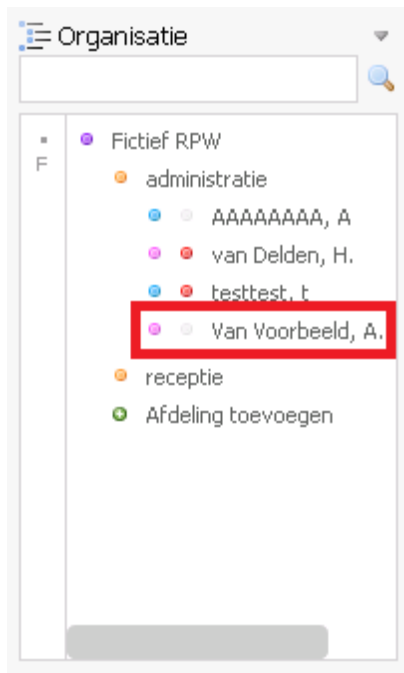 Organisatie
F
Fictief RPW
administratie
AAAAAAAA, A
van Delden, H.
testtest, t
Van Voorbeeld, A.
receptie
Afdeling toevoegen